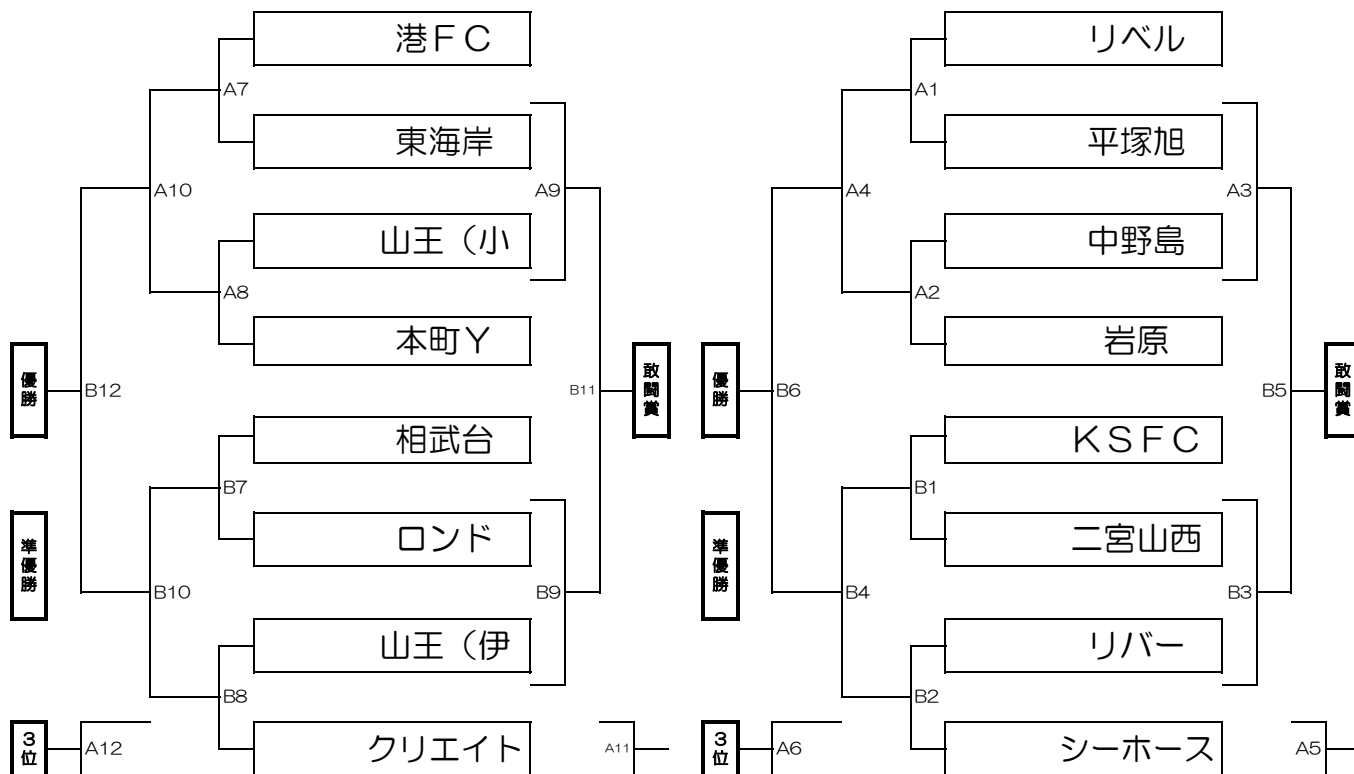 港ＦＣ
A7
東海岸
A10
A9
山王（小
A8
本町Ｙ
優勝
B12
B11
敢闘賞
相武台
B7
準優勝
ロンド
B10
B9
山王（伊
B8
3位
A12
クリエイト
A11
リベル
A1
平塚旭
A4
A3
中野島
A2
岩原
優勝
B6
B5
敢闘賞
ＫＳＦＣ
B1
準優勝
二宮山西
B4
B3
リバー
B2
3位
A6
シーホース
A5